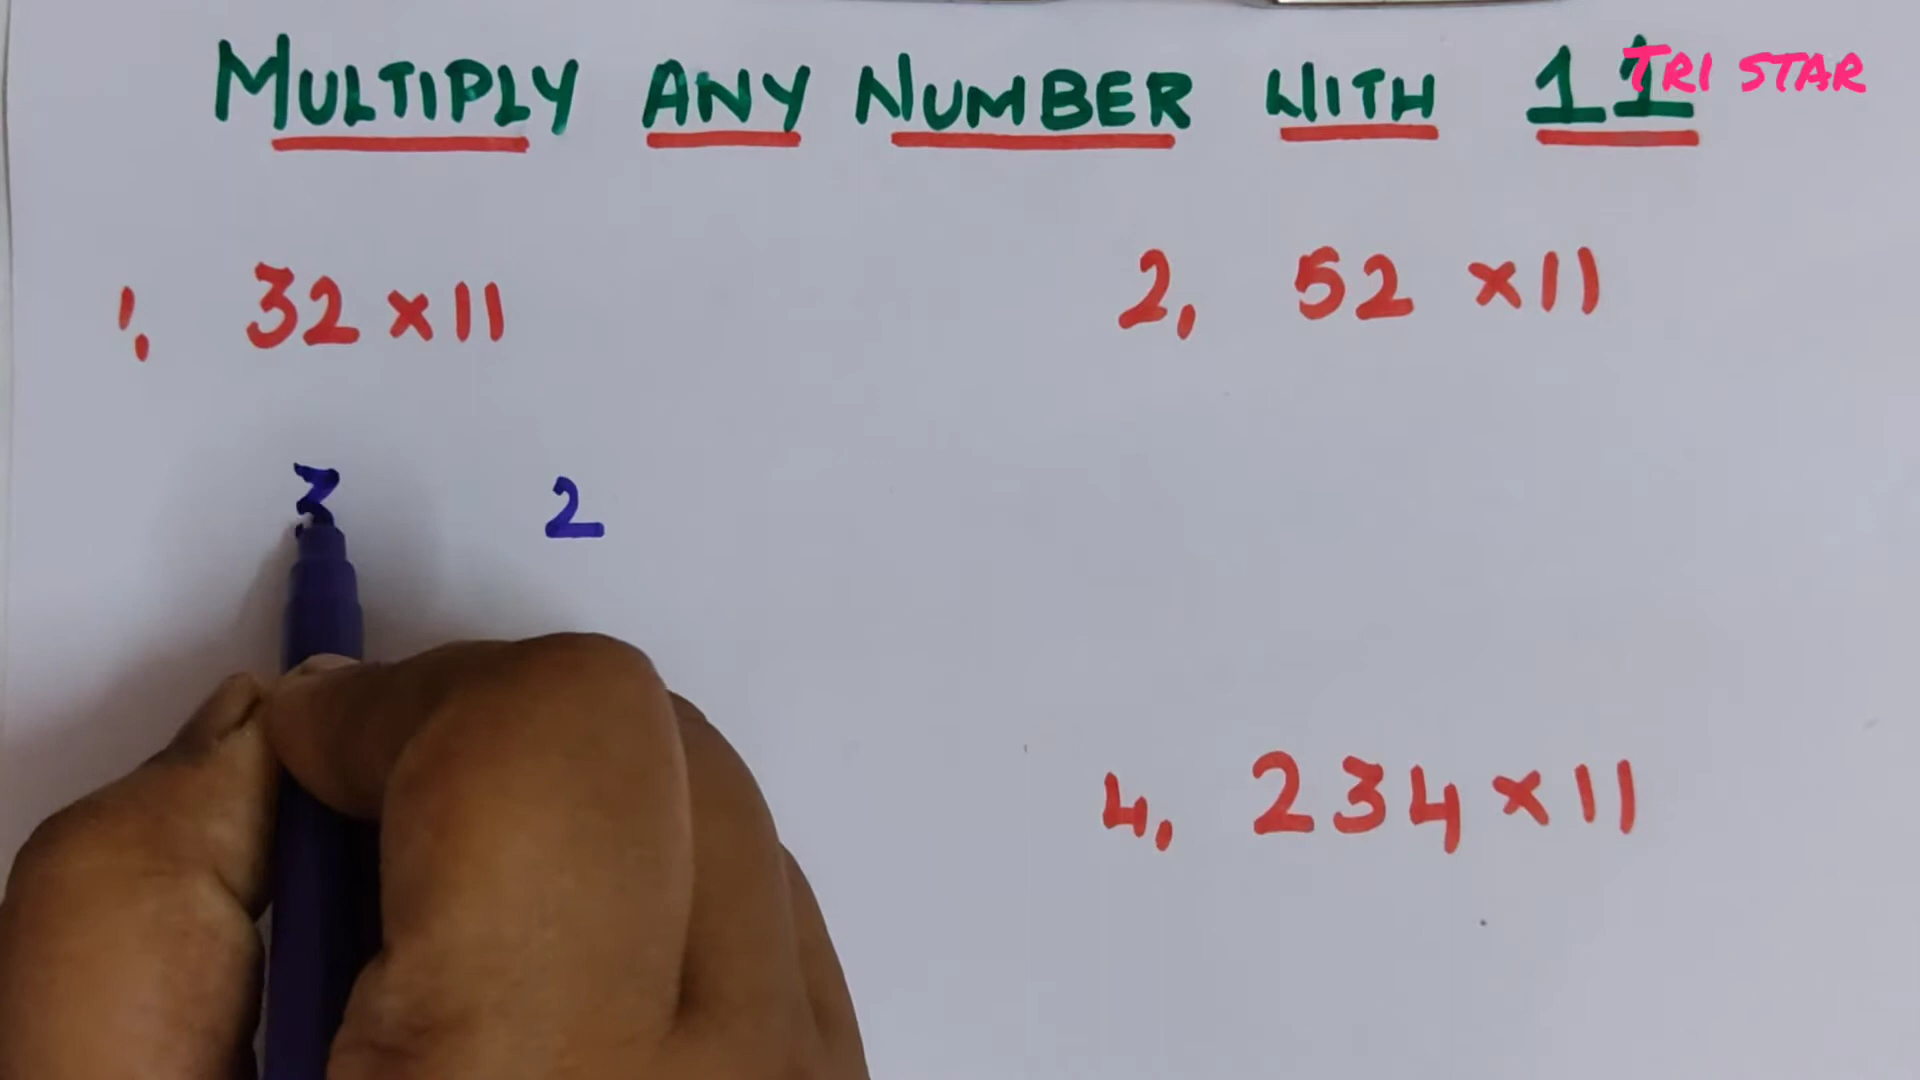 MULTIPLY ANY NUMBER WITH 11
TRI STAR
1. 32 × 11
2, 52 × 11
3 2
4, 234 × 11